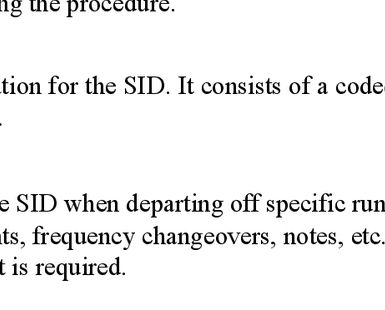 ng the procedure.
tion for the SID. It consists of a code
.
e SID when departing off specific run
ts, frequency changeovers, notes, etc.
t is required.